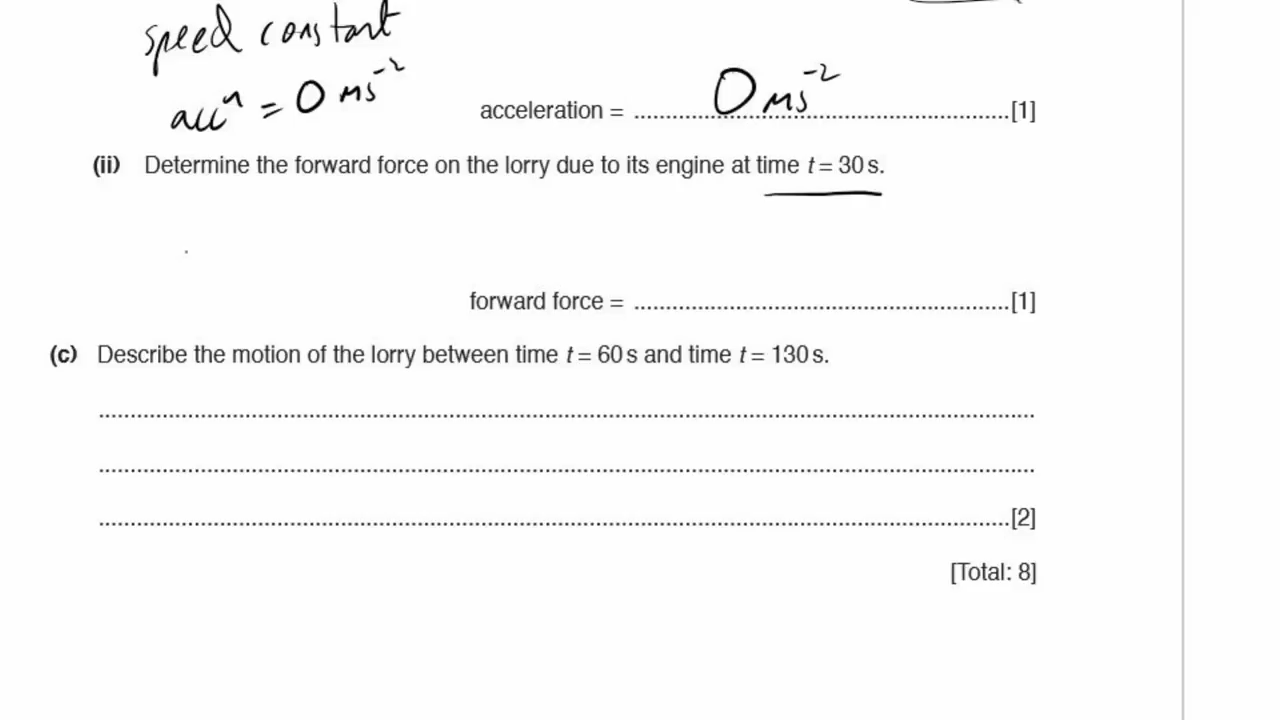 speed constant
accⁿ = 0 ms⁻²
acceleration = ................................................ 0 ms⁻² ................................................[1]
(ii) Determine the forward force on the lorry due to its engine at time t = 30 s.
forward force = ................................................[1]
(c) Describe the motion of the lorry between time t = 60 s and time t = 130 s.
................................................
................................................
................................................[2]
[Total: 8]